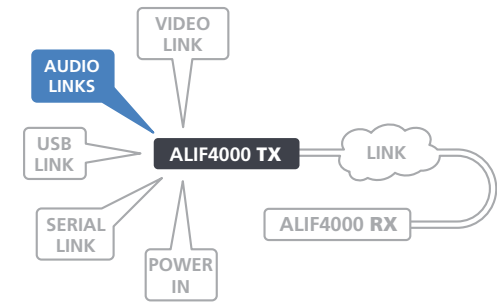 VIDEO
LINK
AUDIO
LINKS
USB
LINK
ALIF4000 TX
LINK
SERIAL
LINK
ALIF4000 RX
POWER
IN